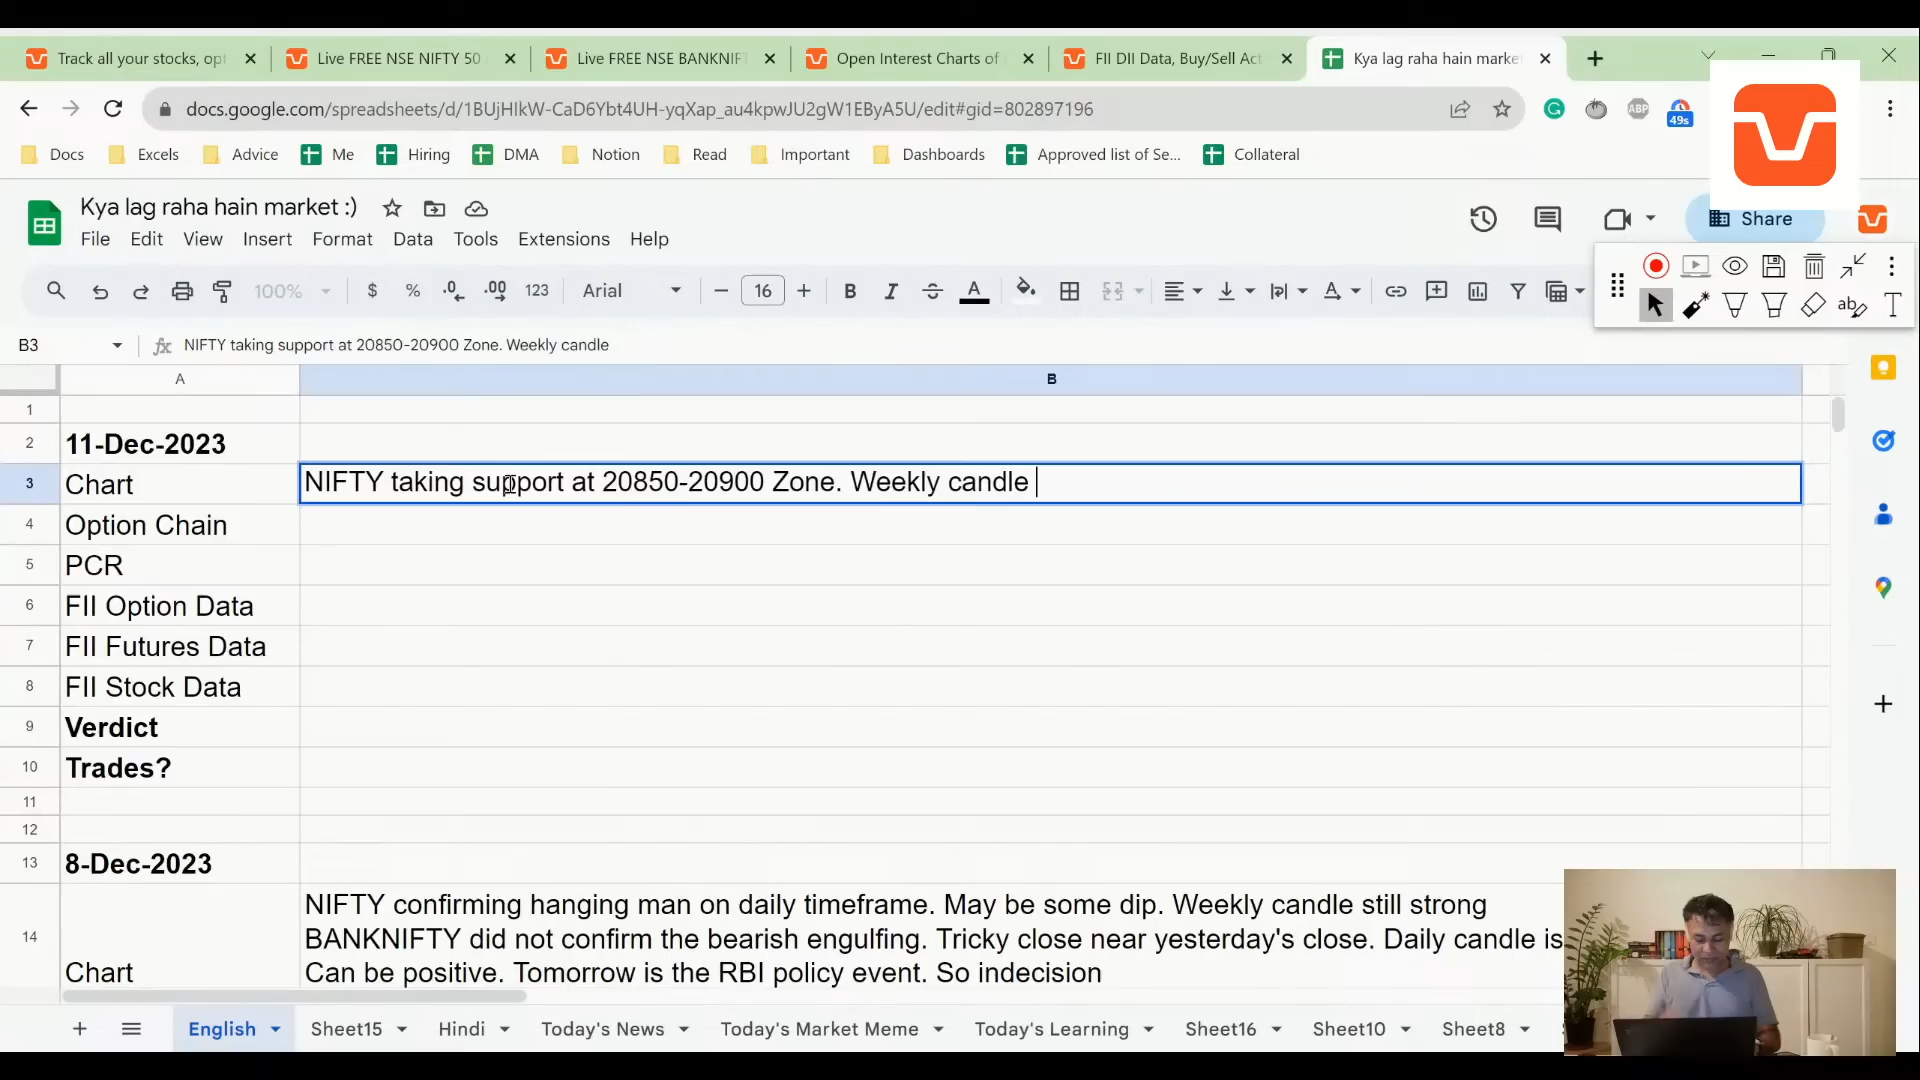 Track all your stocks, opt
Live FREE NSE NIFTY 50
Live FREE NSE BANKNIFT
Open Interest Charts of
FII DII Data, Buy/Sell Act
Kya lag raha hain marke
docs.google.com/spreadsheets/d/1BUjHIkW-CaD6Ybt4UH-yqXap_au4kpwJU2gW1EByA5U/edit#gid=802897196
ABP
49s
Docs
Excels
Advice
Me
Hiring
DMA
Notion
Read
Important
Dashboards
Approved list of Se...
Collateral
Kya lag raha hain market :)
File Edit View Insert Format Data Tools Extensions Help
Share
100% $ % .0 .00 123 Arial 16 B I A
B3
fx NIFTY taking support at 20850-20900 Zone. Weekly candle
A B
1
2 11-Dec-2023
3 Chart NIFTY taking support at 20850-20900 Zone. Weekly candle
4 Option Chain
5 PCR
6 FII Option Data
7 FII Futures Data
8 FII Stock Data
9 Verdict
10 Trades?
11
12
13 8-Dec-2023
NIFTY confirming hanging man on daily timeframe. May be some dip. Weekly candle still strong
14 BANKNIFTY did not confirm the bearish engulfing. Tricky close near yesterday's close. Daily candle is
Chart Can be positive. Tomorrow is the RBI policy event. So indecision
English Sheet15 Hindi Today's News Today's Market Meme Today's Learning Sheet16 Sheet10 Sheet8